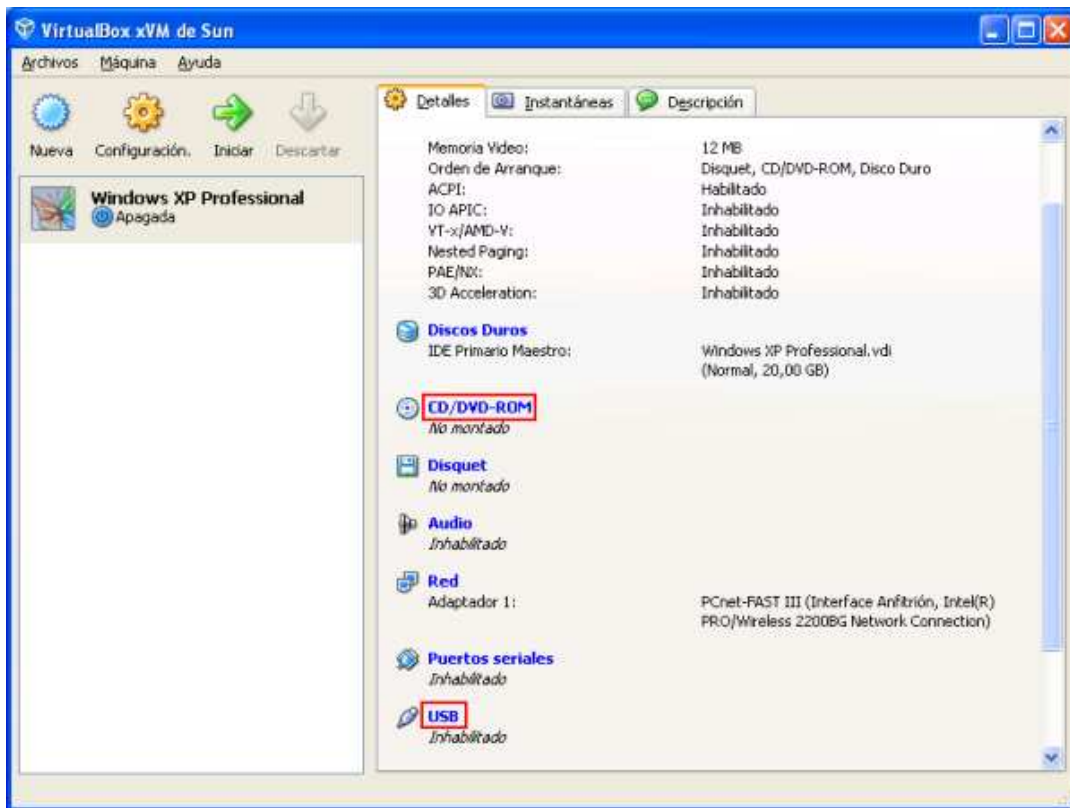 VirtualBox xVM de Sun
Archivos Máquina Ayuda
Nueva Configuración. Iniciar Descartar
Windows XP Professional
Apagada
Detalles Instantáneas Descripción
Memoria Video: 12 MB
Orden de Arranque: Disquet, CD/DVD-ROM, Disco Duro
ACPI: Habilitado
IO APIC: Inhabilitado
VT-x/AMD-V: Inhabilitado
Nested Paging: Inhabilitado
PAE/NX: Inhabilitado
3D Acceleration: Inhabilitado
Discos Duros
IDE Primario Maestro: Windows XP Professional.vdi
(Normal, 20,00 GB)
CD/DVD-ROM
No montado
Disquet
No montado
Audio
Inhabilitado
Red
Adaptador 1: PCnet-FAST III (Interface Anfitrión, Intel(R)
PRO/Wireless 2200BG Network Connection)
Puertos seriales
Inhabilitado
USB
Inhabilitado